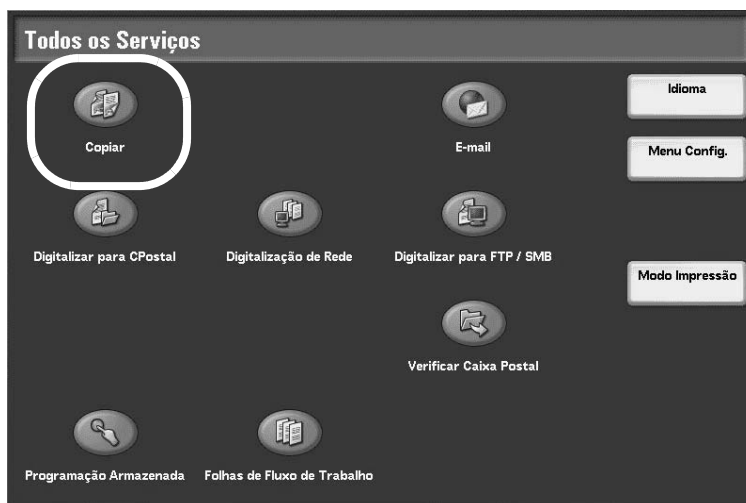 Todos os Serviços
Copiar
E-mail
Idioma
Menu Config.
Digitalizar para CPostal
Digitalização de Rede
Digitalizar para FTP / SMB
Modo Impressão
Verificar Caixa Postal
Programação Armazenada
Folhas de Fluxo de Trabalho